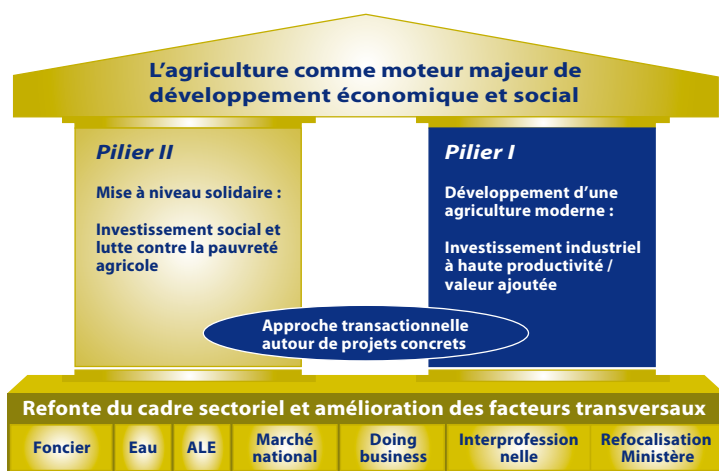 L'agriculture comme moteur majeur de
développement économique et social
Pilier II
Mise à niveau solidaire :
Investissement social et
lutte contre la pauvreté
agricole
Pilier I
Développement d'une
agriculture moderne :
Investissement industriel
à haute productivité /
valeur ajoutée
Approche transactionnelle
autour de projets concrets
Refonte du cadre sectoriel et amélioration des facteurs transversaux
Foncier
Eau
ALE
Marché
national
Doing
business
Interprofession
nelle
Refocalisation
Ministère